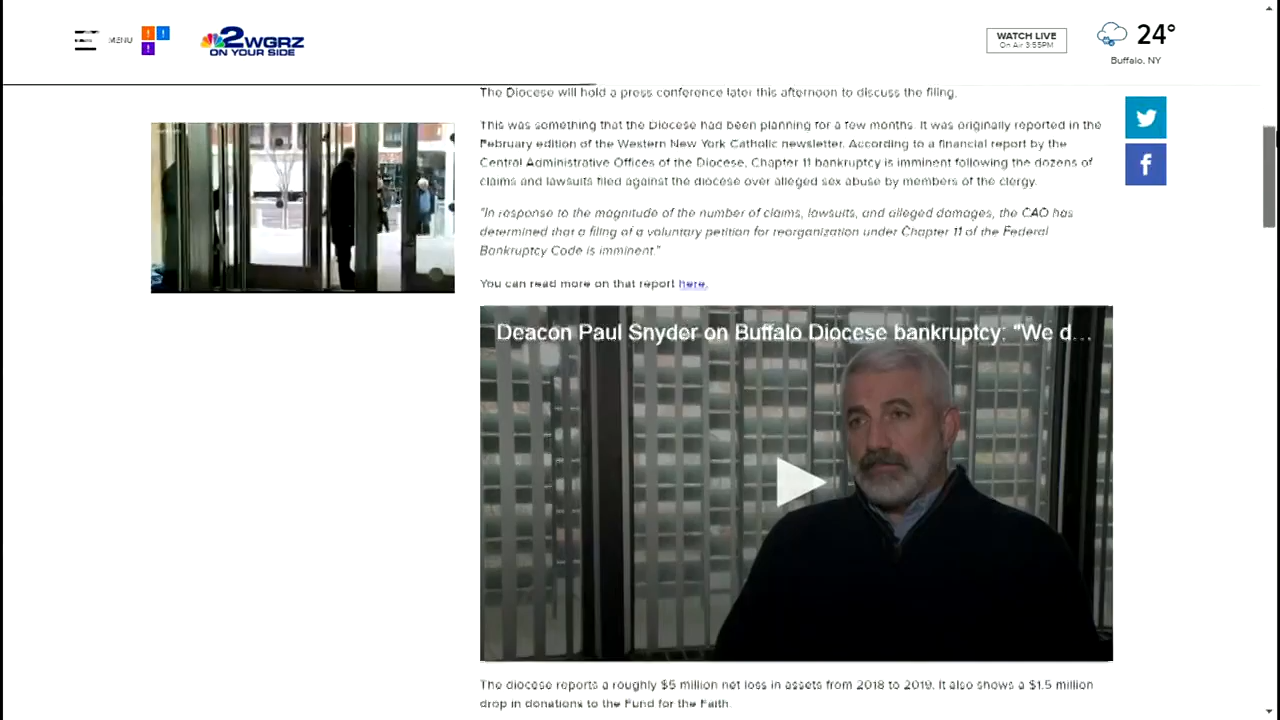 MENU
! !
!
2 WGRZ
ON YOUR SIDE
WATCH LIVE
On Air 3:55PM
24°
Buffalo, NY
The Diocese will hold a press conference later this afternoon to discuss the filing.
This was something that the Diocese had been planning for a few months. It was originally reported in the
February edition of the Western New York Catholic newsletter. According to a financial report by the
Central Administrative Offices of the Diocese, Chapter 11 bankruptcy is imminent following the dozens of
claims and lawsuits filed against the diocese over alleged sex abuse by members of the clergy.
"In response to the magnitude of the number of claims, lawsuits, and alleged damages, the CAO has
determined that a filing of a voluntary petition for reorganization under Chapter 11 of the Federal
Bankruptcy Code is imminent."
You can read more on that report here.
Deacon Paul Snyder on Buffalo Diocese bankruptcy: "We d...
The diocese reports a roughly $5 million net loss in assets from 2018 to 2019. It also shows a $1.5 million
drop in donations to the Fund for the Faith.